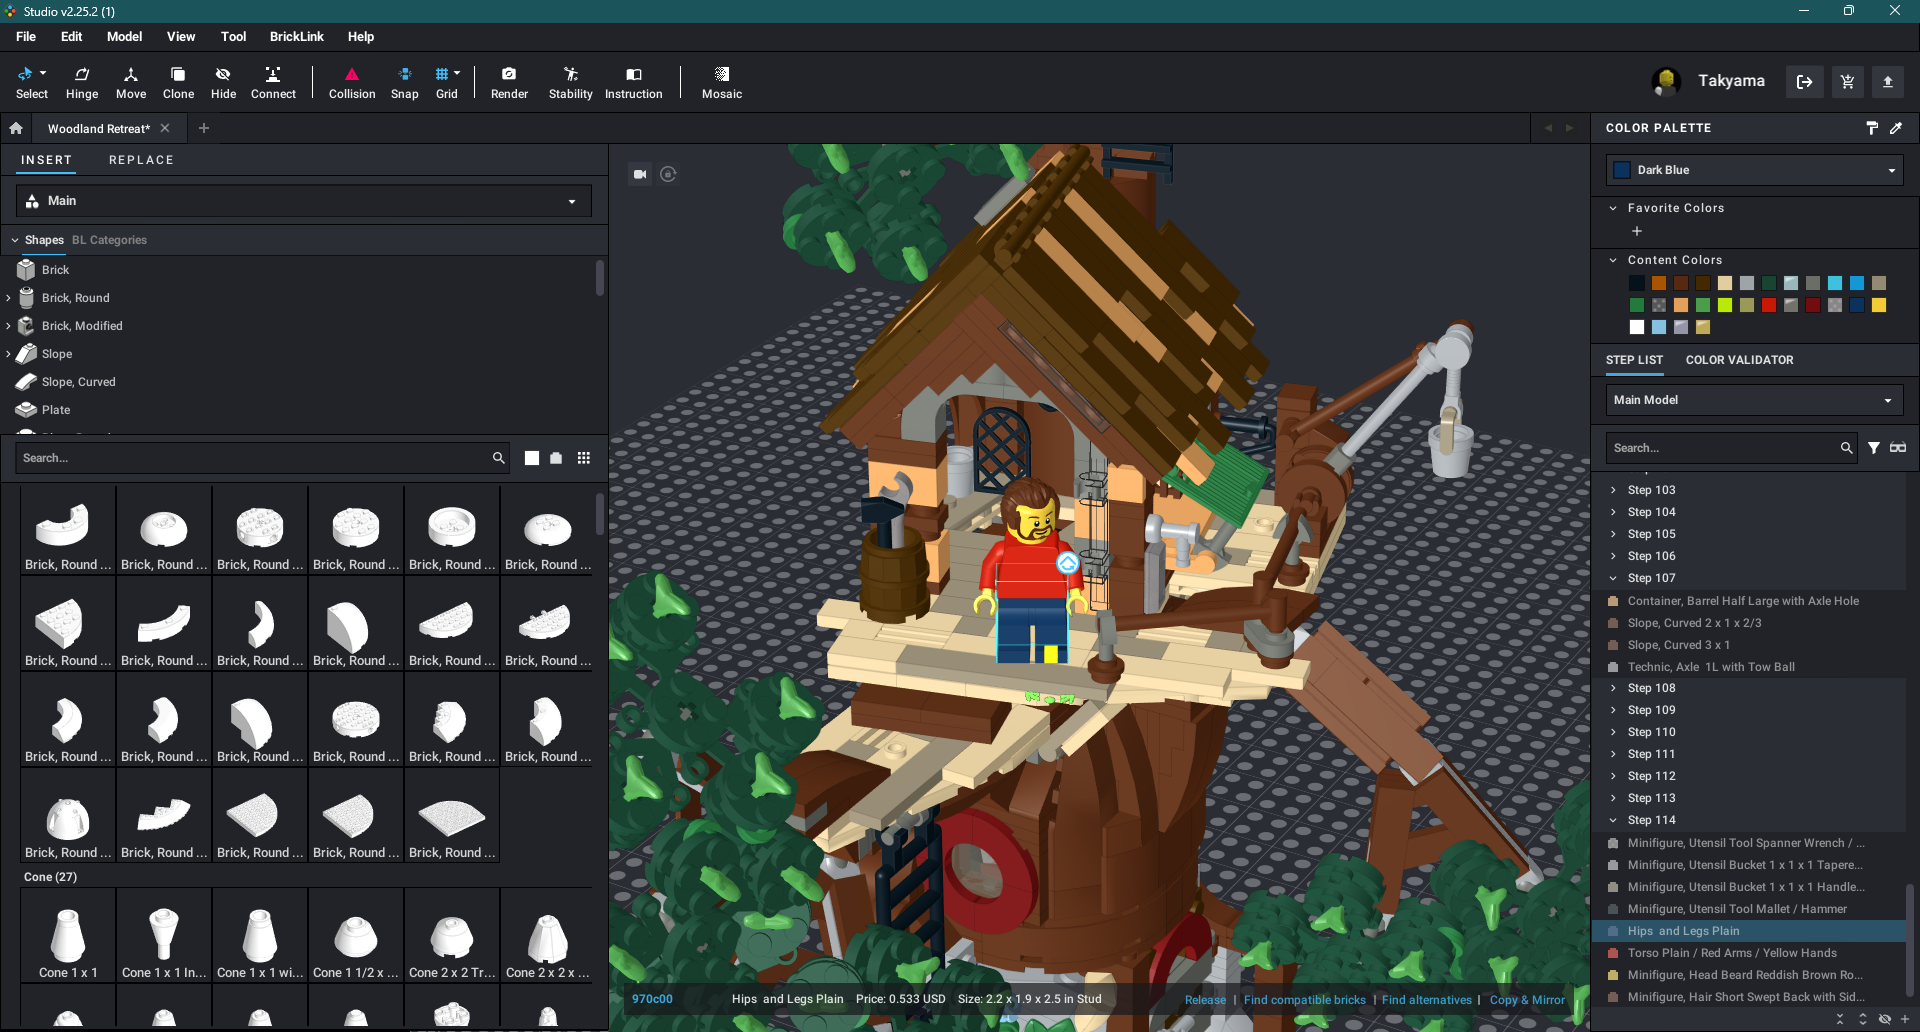 Studio v2.25.2 (1)
File Edit Model View Tool BrickLink Help
Select Hinge Move Clone Hide Connect Collision Snap Grid Render Stability Instruction Mosaic
Takyama
Woodland Retreat*
INSERT REPLACE
Main
Shapes BL Categories
Brick
Brick, Round
Brick, Modified
Slope
Slope, Curved
Plate
Search...
Brick, Round ... Brick, Round ... Brick, Round ... Brick, Round ... Brick, Round ... Brick, Round ...
Brick, Round ... Brick, Round ... Brick, Round ... Brick, Round ... Brick, Round ... Brick, Round ...
Brick, Round ... Brick, Round ... Brick, Round ... Brick, Round ... Brick, Round ... Brick, Round ...
Brick, Round ... Brick, Round ... Brick, Round ... Brick, Round ... Brick, Round ...
Cone (27)
Cone 1 x 1 Cone 1 x 1 In... Cone 1 x 1 wi... Cone 1 1/2 x ... Cone 2 x 2 Tr... Cone 2 x 2 x ...
970c00 Hips and Legs Plain Price: 0.533 USD Size: 2.2 x 1.9 x 2.5 in Stud Release | Find compatible bricks | Find alternatives | Copy & Mirror
COLOR PALETTE
Dark Blue
Favorite Colors
Content Colors
STEP LIST COLOR VALIDATOR
Main Model
Search...
Step 103
Step 104
Step 105
Step 106
Step 107
Container, Barrel Half Large with Axle Hole
Slope, Curved 2 x 1 x 2/3
Slope, Curved 3 x 1
Technic, Axle 1L with Tow Ball
Step 108
Step 109
Step 110
Step 111
Step 112
Step 113
Step 114
Minifigure, Utensil Tool Spanner Wrench / ...
Minifigure, Utensil Bucket 1 x 1 x 1 Tapere...
Minifigure, Utensil Bucket 1 x 1 x 1 Handle...
Minifigure, Utensil Tool Mallet / Hammer
Hips and Legs Plain
Torso Plain / Red Arms / Yellow Hands
Minifigure, Head Beard Reddish Brown Ro...
Minifigure, Hair Short Swept Back with Sid...